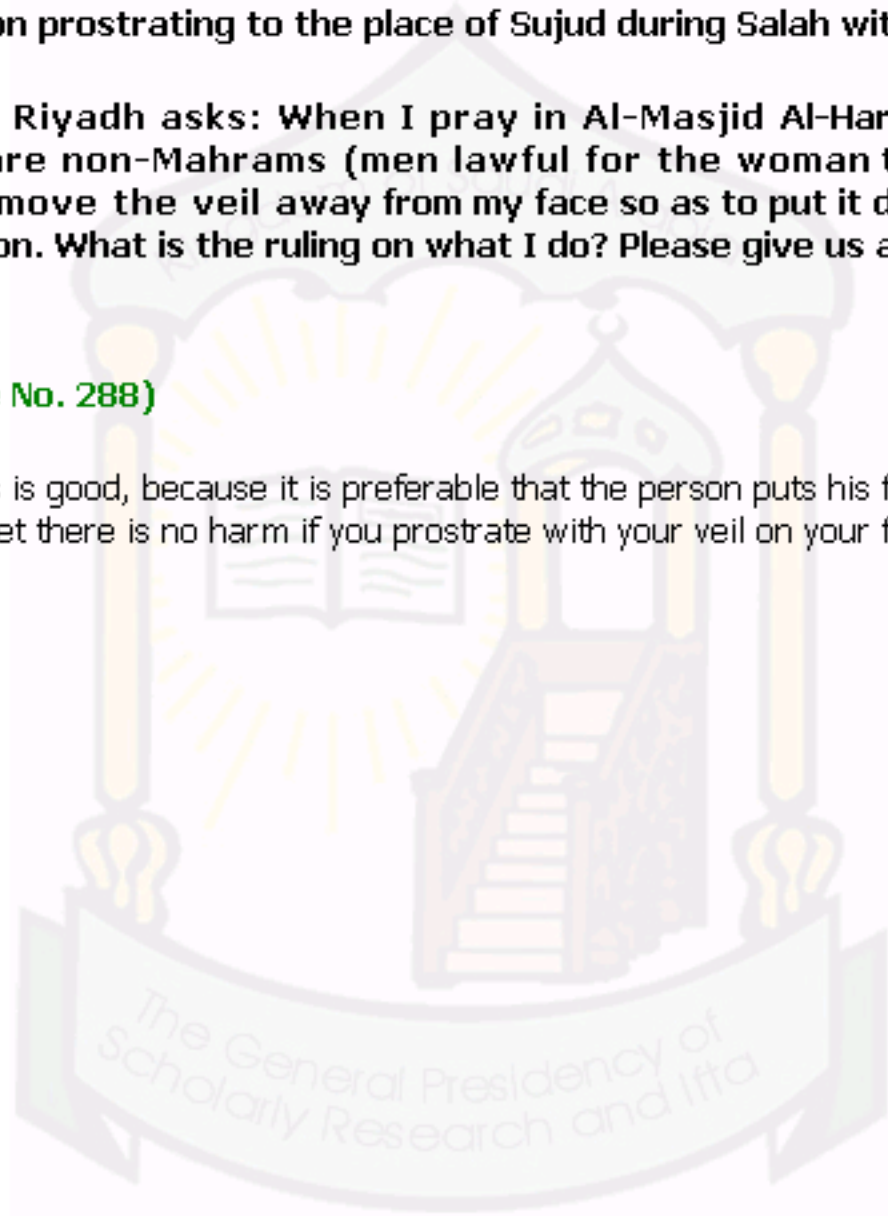 on prostrating to the place of Sujud during Salah wit
Riyadh asks: When I pray in Al-Masjid Al-Har
are non-Mahrams (men lawful for the woman t
move the veil away from my face so as to put it d
on. What is the ruling on what I do? Please give us a
No. 288)
is good, because it is preferable that the person puts his f
et there is no harm if you prostrate with your veil on your f
Kingdom of Saudi Arabia
The General Presidency of
Scholarly Research and Ifta